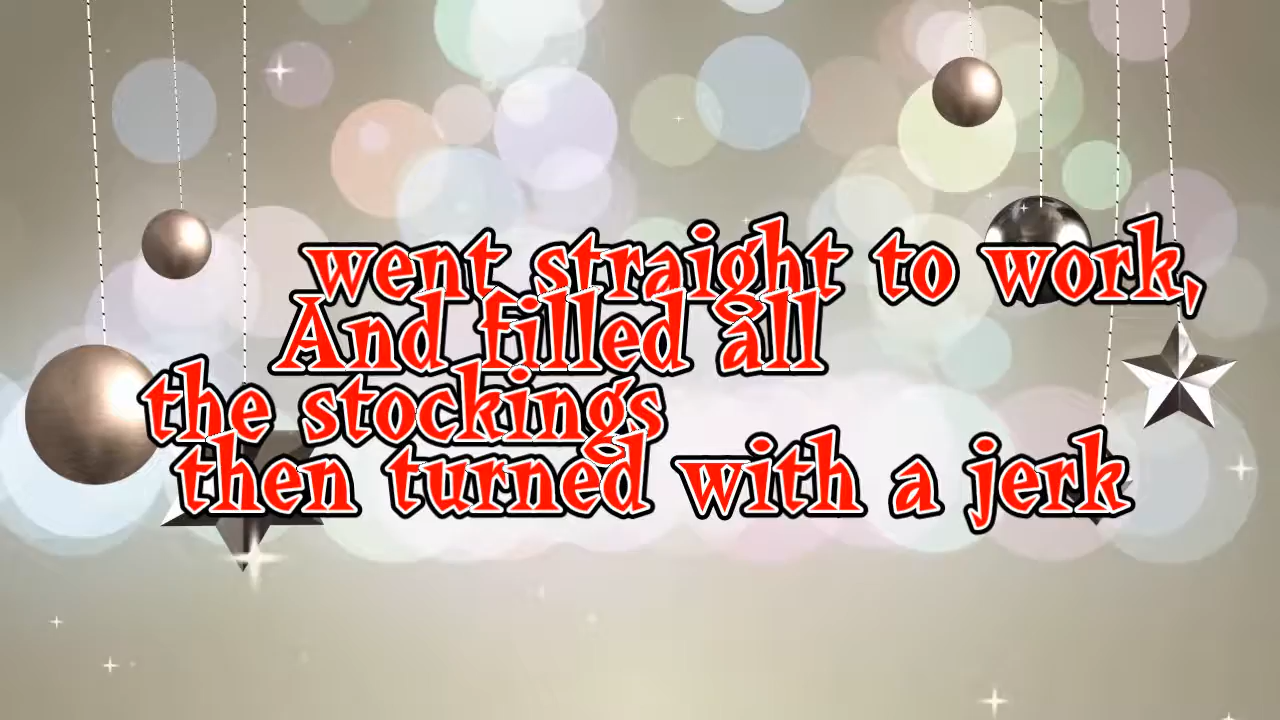 went straight to work,
And filled all
the stockings
then turned with a jerk